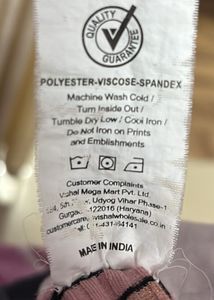 QUALITY
GUARANTEE
POLYESTER-VISCOSE-SPANDEX
Machine Wash Cold /
Turn Inside Out /
Tumble Dry Low / Cool Iron /
Do Not Iron on Prints
and Emblishments
Customer Complaints
Vishal Mega Mart Pvt. Ltd
5th Udyog Vihar Phase-1
122016 (Haryana)
MADE IN INDIA